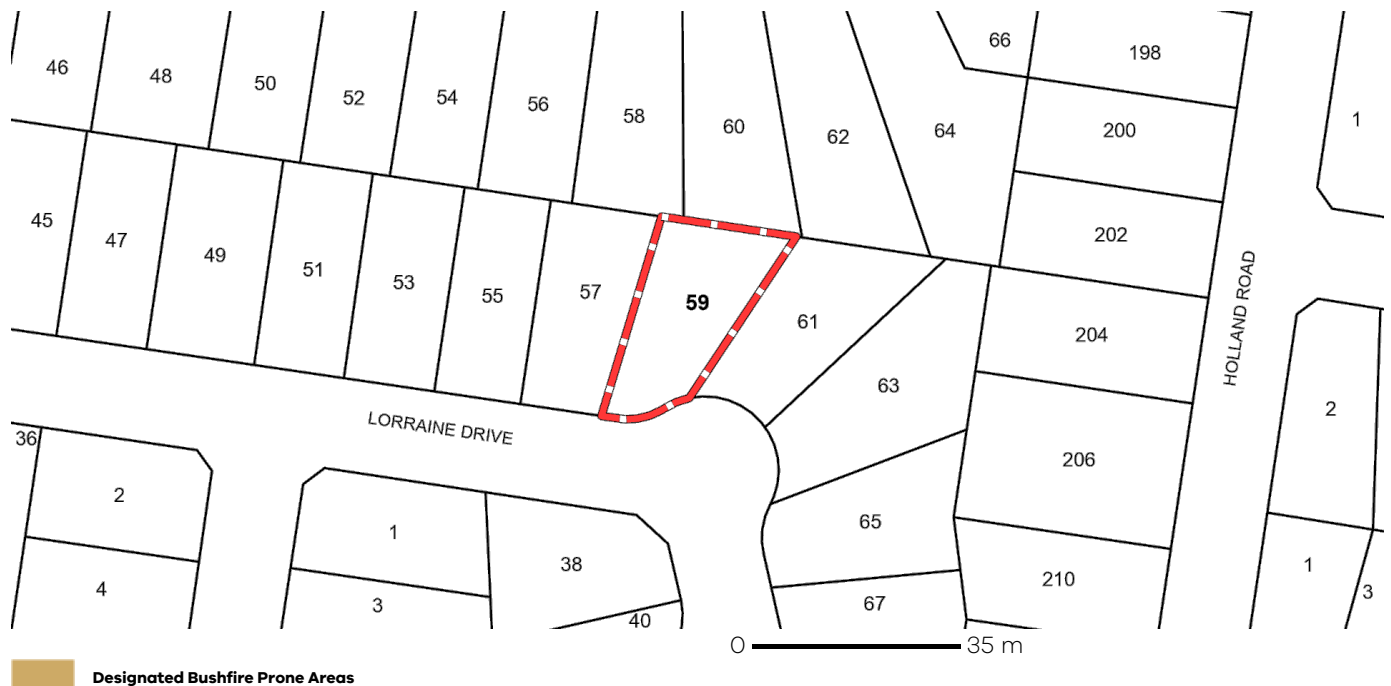 46 48 50 52 54 56 58 60 62 64 66 198 1
200
202
45 47 49 51 53 55 57 59 61 63 204
HOLLAND ROAD
LORRAINE DRIVE
36 2 1 38 65 206 2
4 3 40 67 210 1 3
0 35 m
Designated Bushfire Prone Areas